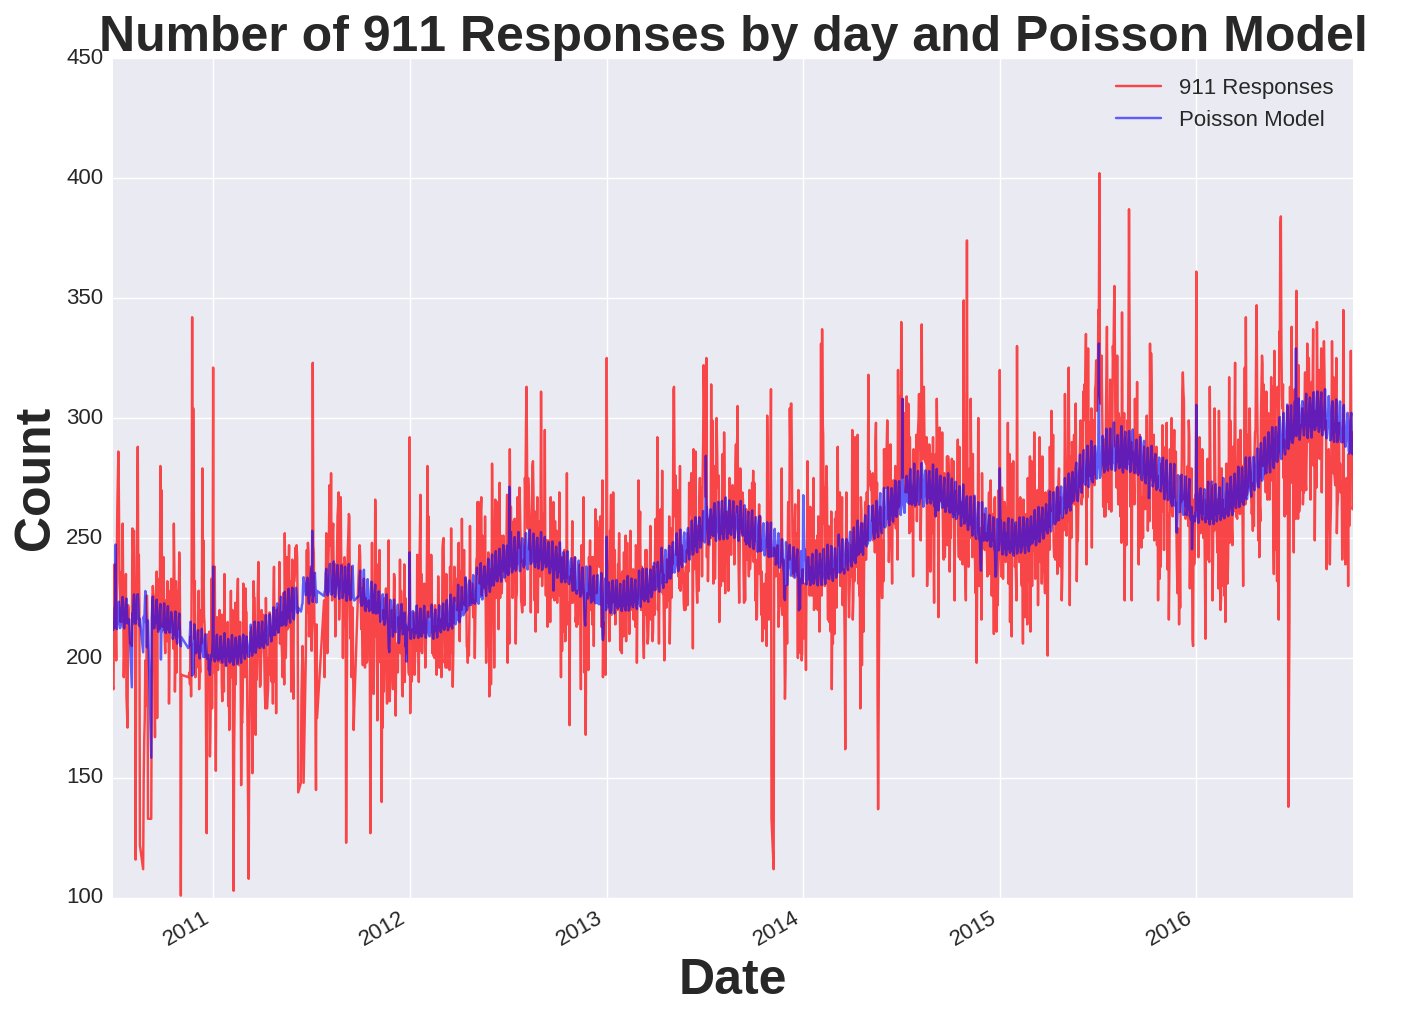 Number of 911 Responses by day and Poisson Model
911 Responses
Poisson Model
450
400
350
300
250
200
150
100
Count
2011
2012
2013
2014
2015
2016
Date